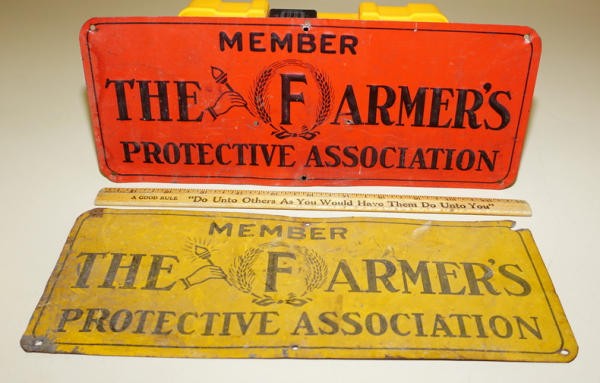 MEMBER
THE FARMER'S
PROTECTIVE ASSOCIATION
A GOOD RULE "Do Unto Others As You Would Have Them Do Unto You"
MEMBER
THE FARMER'S
PROTECTIVE ASSOCIATION